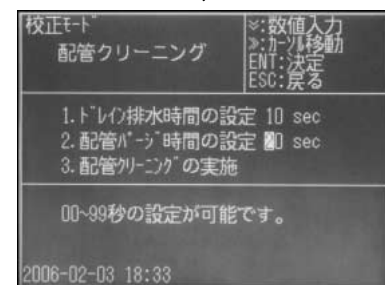 校正ﾓｰﾄﾞ
配管クリーニング
︾:数値入力
»:ｶｰｿﾙ移動
ENT:決定
ESC:戻る
1.ﾄﾞﾚｲﾝ排水時間の設定 10 sec
2.配管ﾊﾟｰｼﾞ時間の設定 20 sec
3.配管ｸﾘｰﾆﾝｸﾞの実施
00~99秒の設定が可能です。
2006-02-03 18:33